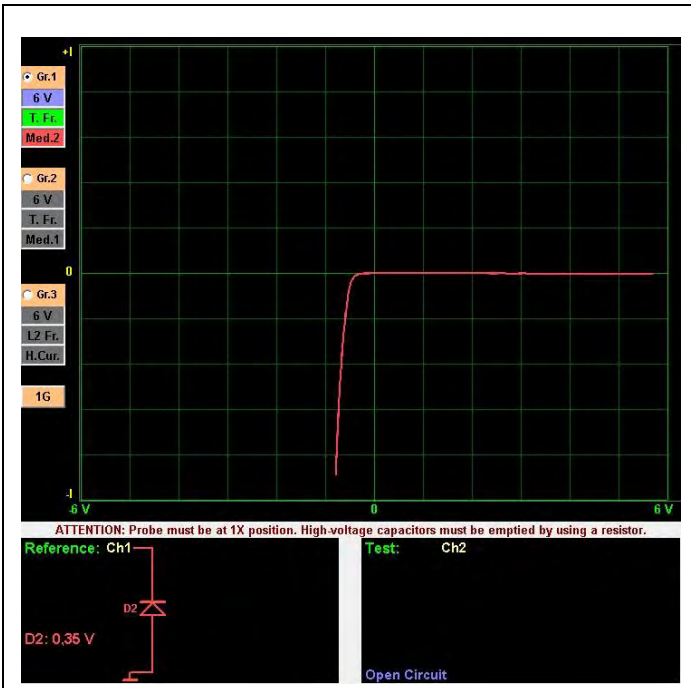 +I
Gr.1
6 V
T. Fr.
Med.2
Gr.2
6 V
T. Fr.
Med.1
0
Gr.3
6 V
L2 Fr.
H.Cur.
1G
-I
-6 V
0
6 V
ATTENTION: Probe must be at 1X position. High-voltage capacitors must be emptied by using a resistor.
Reference: Ch1
D2
D2: 0,35 V
Test: Ch2
Open Circuit